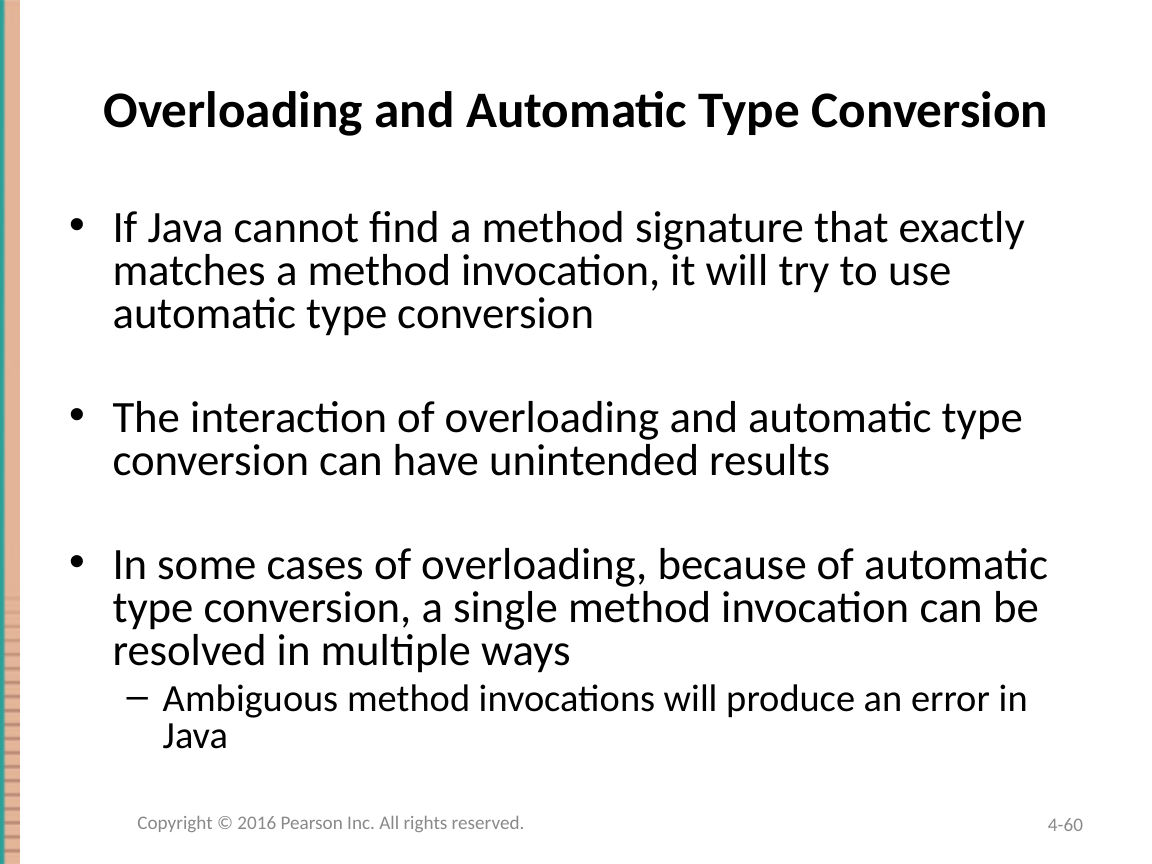 Overloading and Automatic Type Conversion
• If Java cannot find a method signature that exactly
matches a method invocation, it will try to use
automatic type conversion
• The interaction of overloading and automatic type
conversion can have unintended results
• In some cases of overloading, because of automatic
type conversion, a single method invocation can be
resolved in multiple ways
– Ambiguous method invocations will produce an error in
Java
Copyright © 2016 Pearson Inc. All rights reserved.
4-60